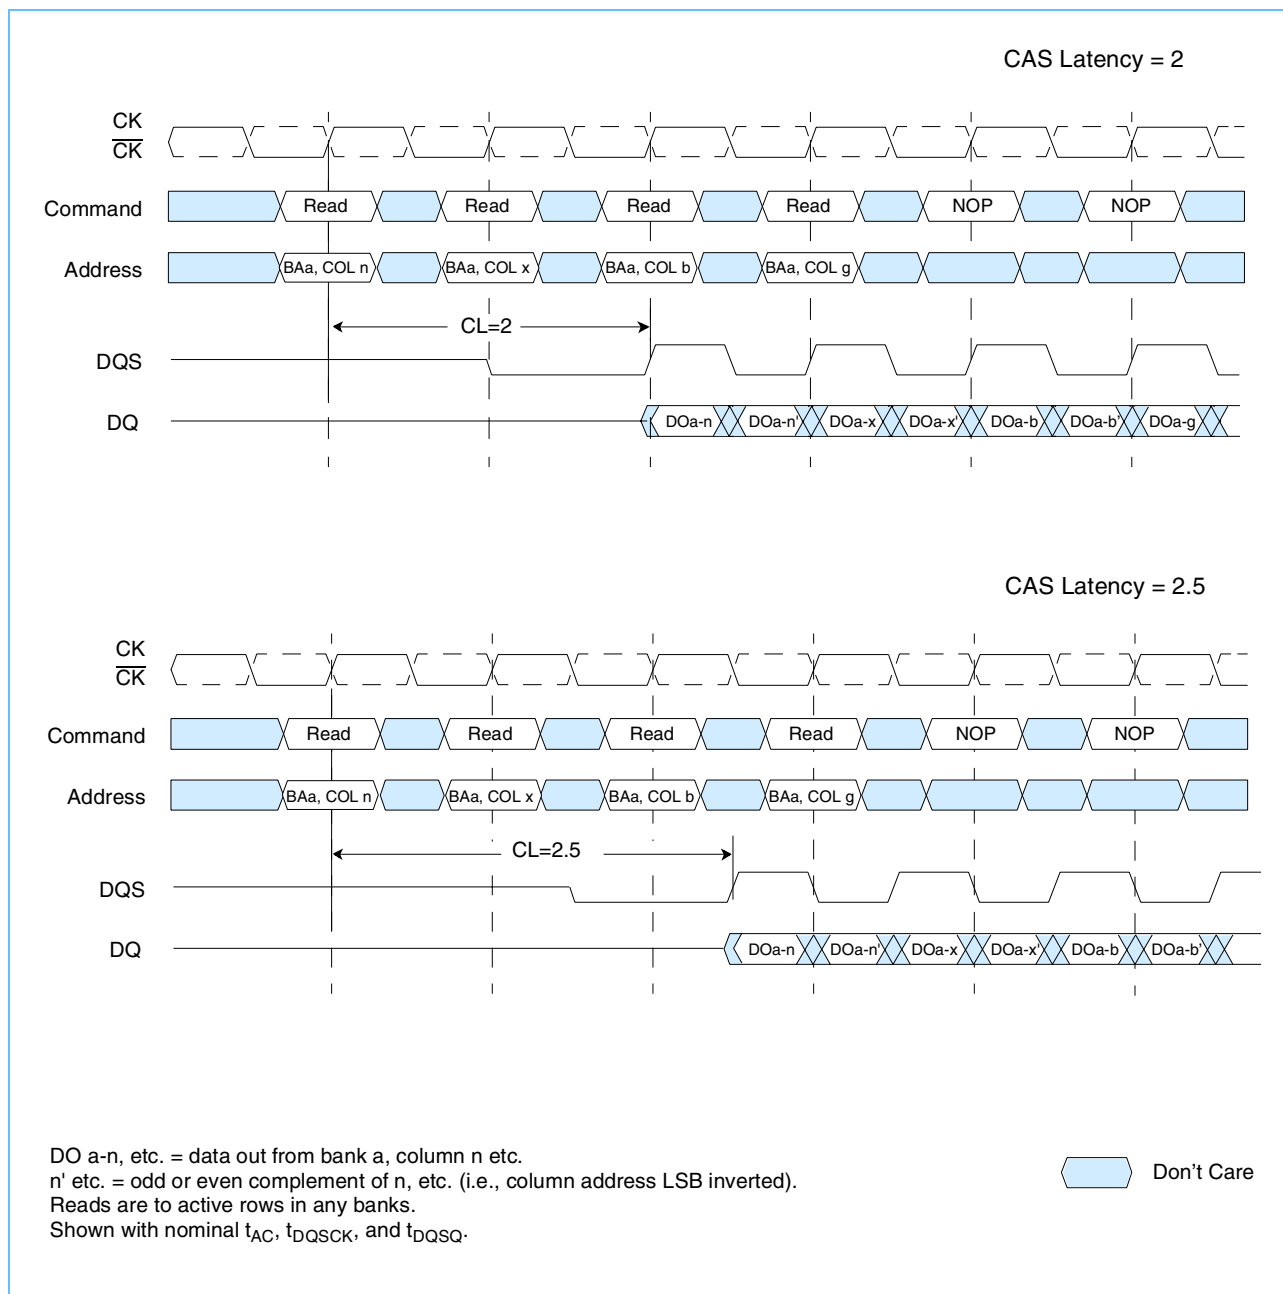 CAS Latency = 2
CK
CK
Command Read Read Read Read NOP NOP
Address BAa, COL n BAa, COL x BAa, COL b BAa, COL g
CL=2
DQS
DQ DOa-n DOa-n' DOa-x DOa-x' DOa-b DOa-b' DOa-g
CAS Latency = 2.5
CK
CK
Command Read Read Read Read NOP NOP
Address BAa, COL n BAa, COL x BAa, COL b BAa, COL g
CL=2.5
DQS
DQ DOa-n DOa-n' DOa-x DOa-x' DOa-b DOa-b'
DO a-n, etc. = data out from bank a, column n etc.
n' etc. = odd or even complement of n, etc. (i.e., column address LSB inverted).
Reads are to active rows in any banks.
Shown with nominal tAC, tDQSCK, and tDQSQ.
Don't Care